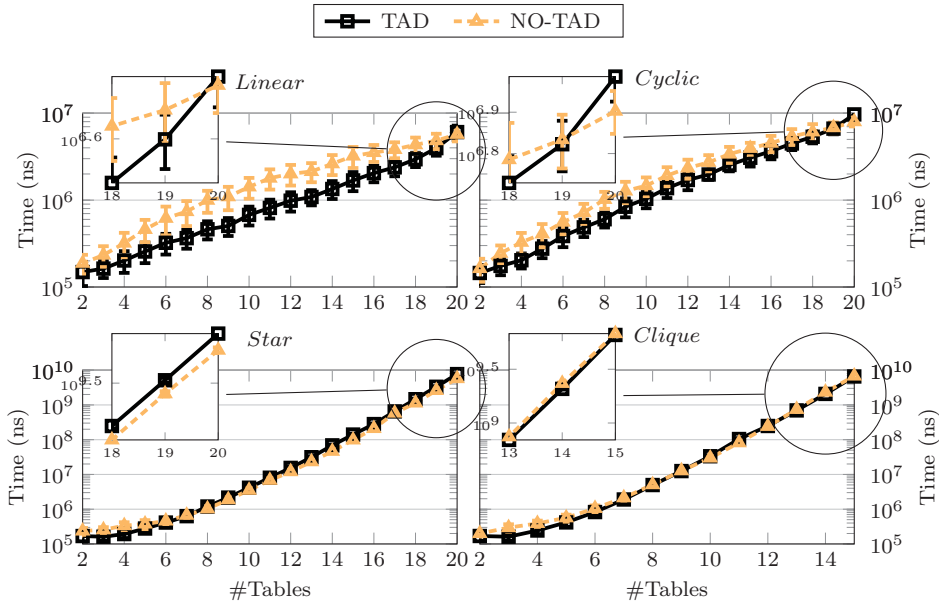 TAD NO-TAD
Linear Cyclic
10^7 10^6.9 10^7
10^6.6 10^6.8
18 19 20 18 19 20
10^6 10^6
10^5 10^5
Time (ns) Time (ns)
2 4 6 8 10 12 14 16 18 20 2 4 6 8 10 12 14 16 18 20
Star Clique
10^10 10^9.5 10^9.5 10^10
10^9 10^9 10^9
18 19 20 13 14 15
10^8 10^8
10^7 10^7
10^6 10^6
10^5 10^5
Time (ns) Time (ns)
2 4 6 8 10 12 14 16 18 20 2 4 6 8 10 12 14
#Tables #Tables